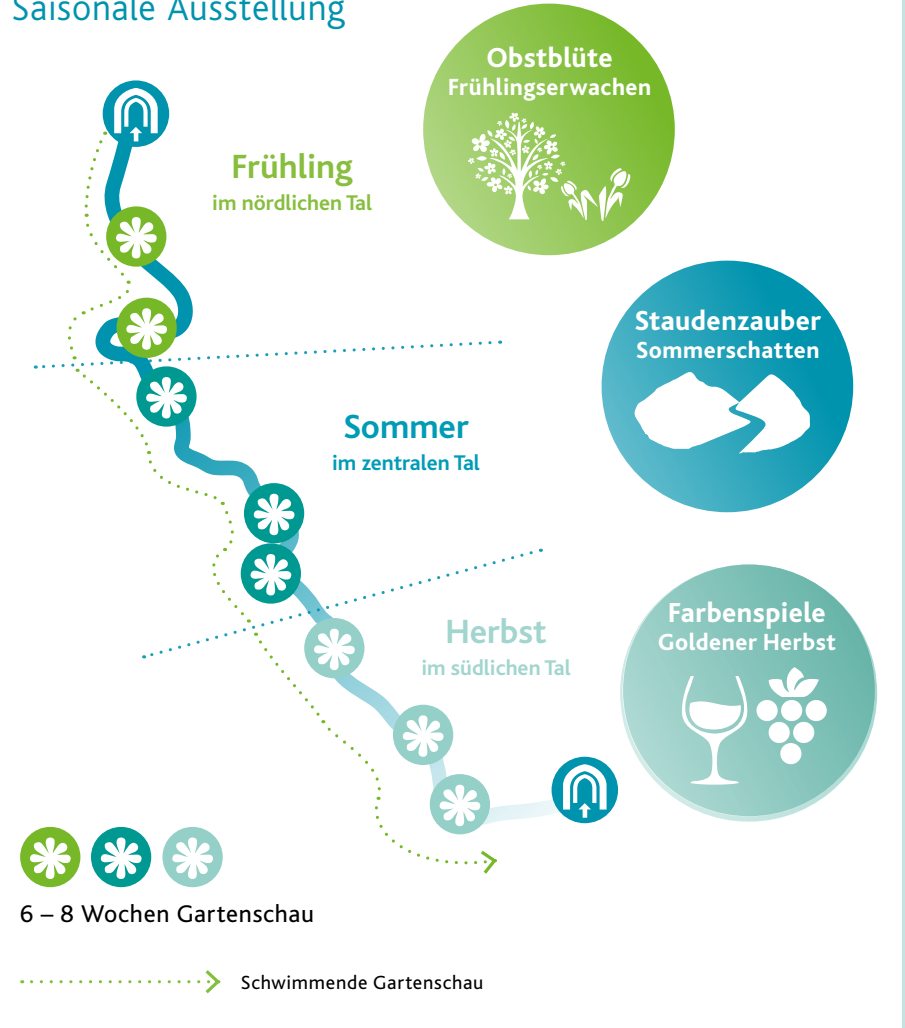 Saisonale Ausstellung
Obstblüte
Frühlingserwachen
Frühling
im nördlichen Tal
Staudenzauber
Sommerschatten
Sommer
im zentralen Tal
Farbenspiele
Goldener Herbst
Herbst
im südlichen Tal
6 – 8 Wochen Gartenschau
Schwimmende Gartenschau